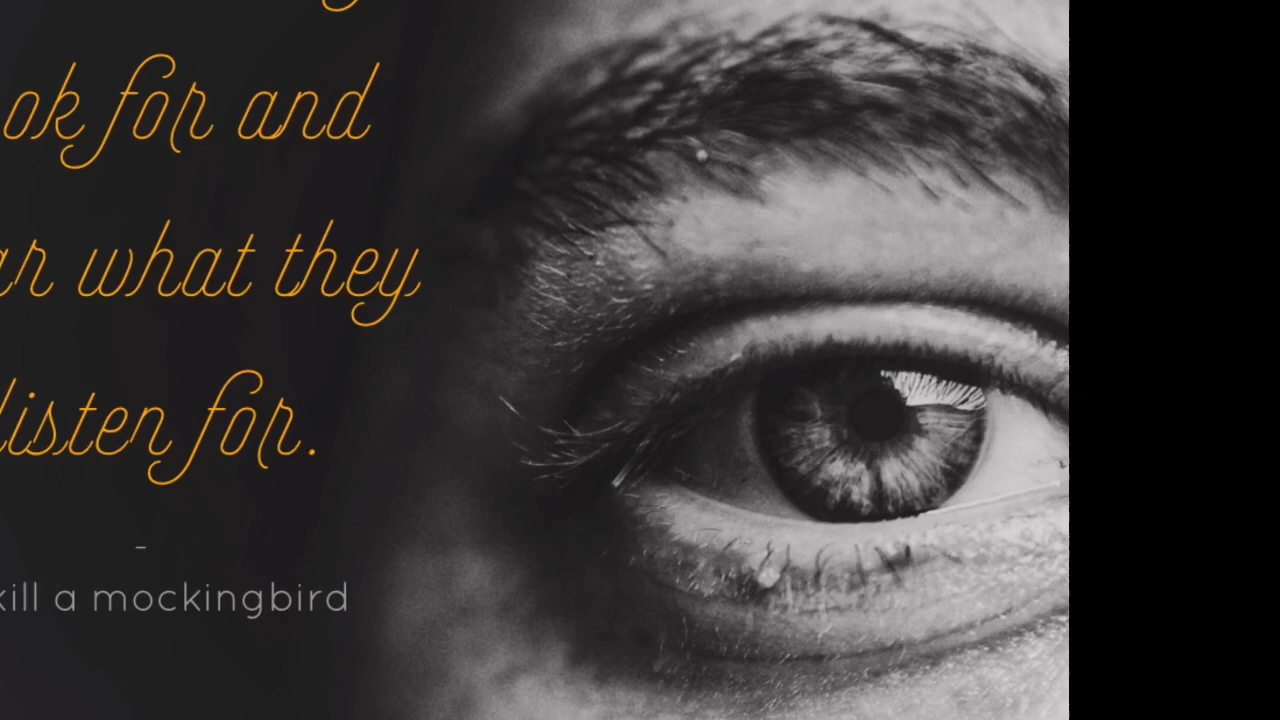 ok for and
ar what they
listen for.
-
kill a mockingbird